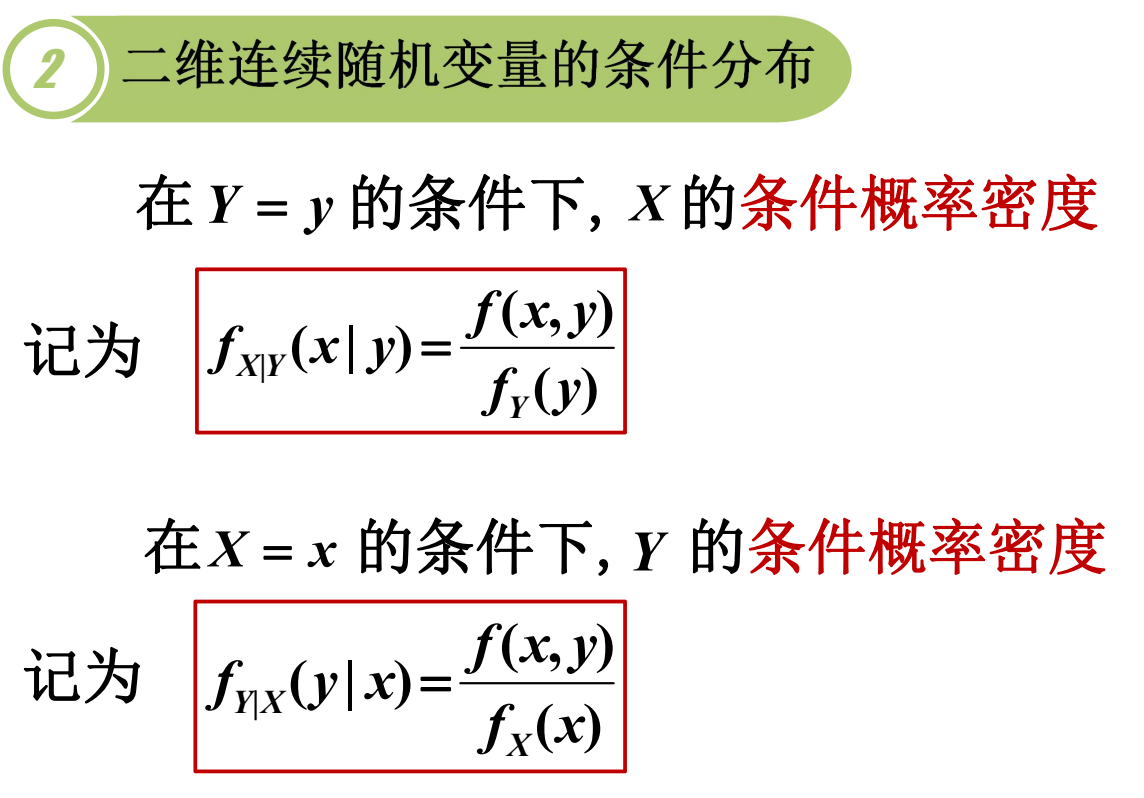 2 二维连续随机变量的条件分布
在 Y = y 的条件下, X 的条件概率密度
记为 f_{X|Y}(x|y)=\frac{f(x,y)}{f_Y(y)}
在 X = x 的条件下, Y 的条件概率密度
记为 f_{Y|X}(y|x)=\frac{f(x,y)}{f_X(x)}